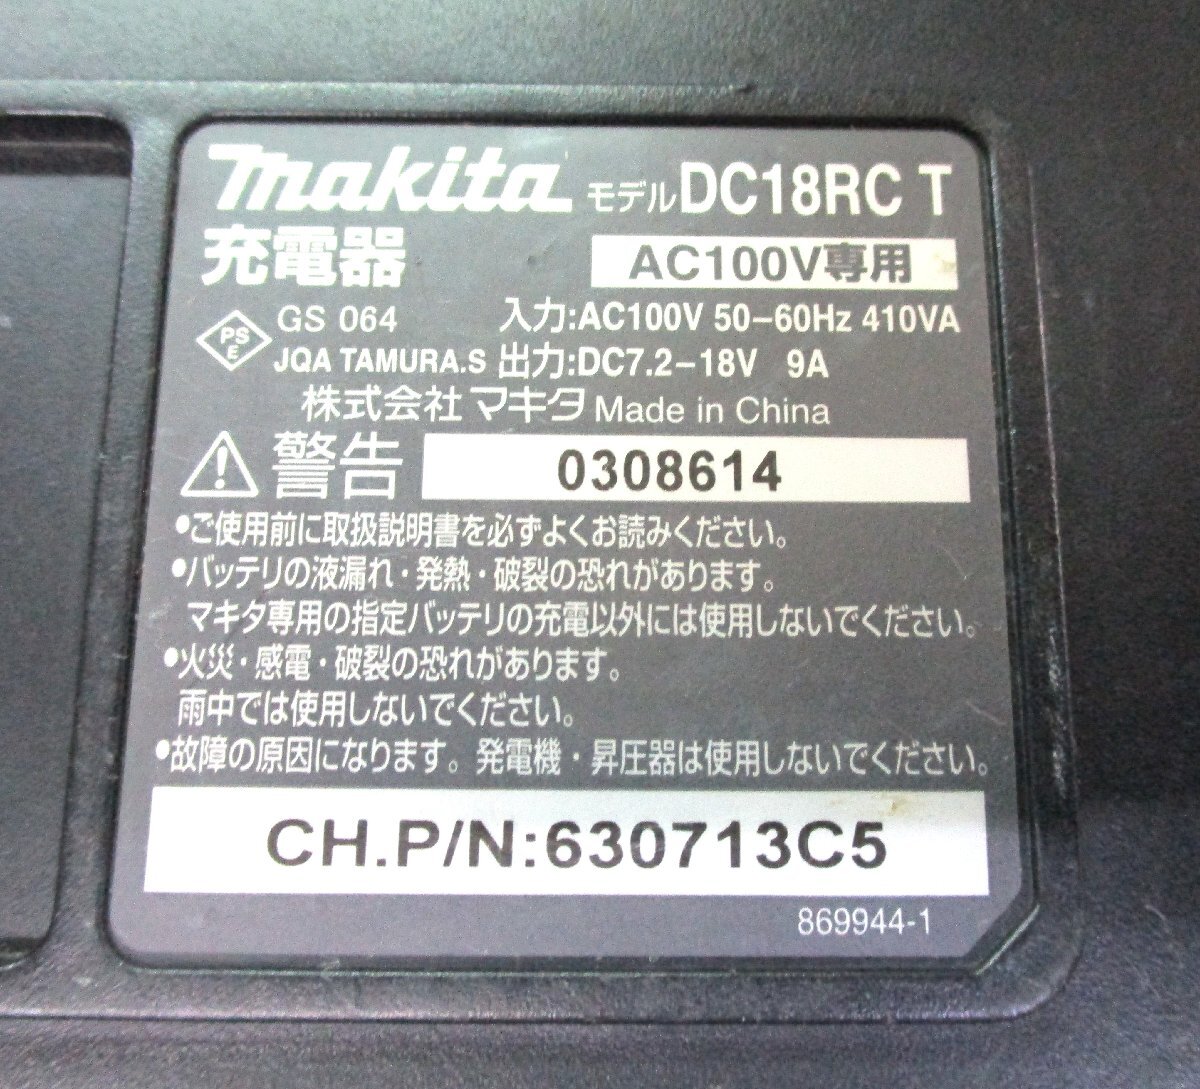 makita モデル DC18RC T
充電器 AC100V専用
PS E GS 064 入力:AC100V 50-60Hz 410VA
JQA TAMURA.S 出力:DC7.2-18V 9A
株式会社 マキタ Made in China
警告 0308614
•ご使用前に取扱説明書を必ずよくお読みください。
•バッテリの液漏れ・発熱・破裂の恐れがあります。
マキタ専用の指定バッテリの充電以外には使用しないでください。
•火災・感電・破裂の恐れがあります。
雨中では使用しないでください。
•故障の原因になります。発電機・昇圧器は使用しないでください。
CH.P/N:630713C5
869944-1